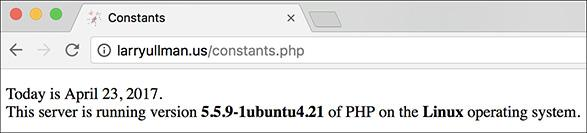 Constants
larryullman.us/constants.php
Today is April 23, 2017.
This server is running version 5.5.9-1ubuntu4.21 of PHP on the Linux operating system.